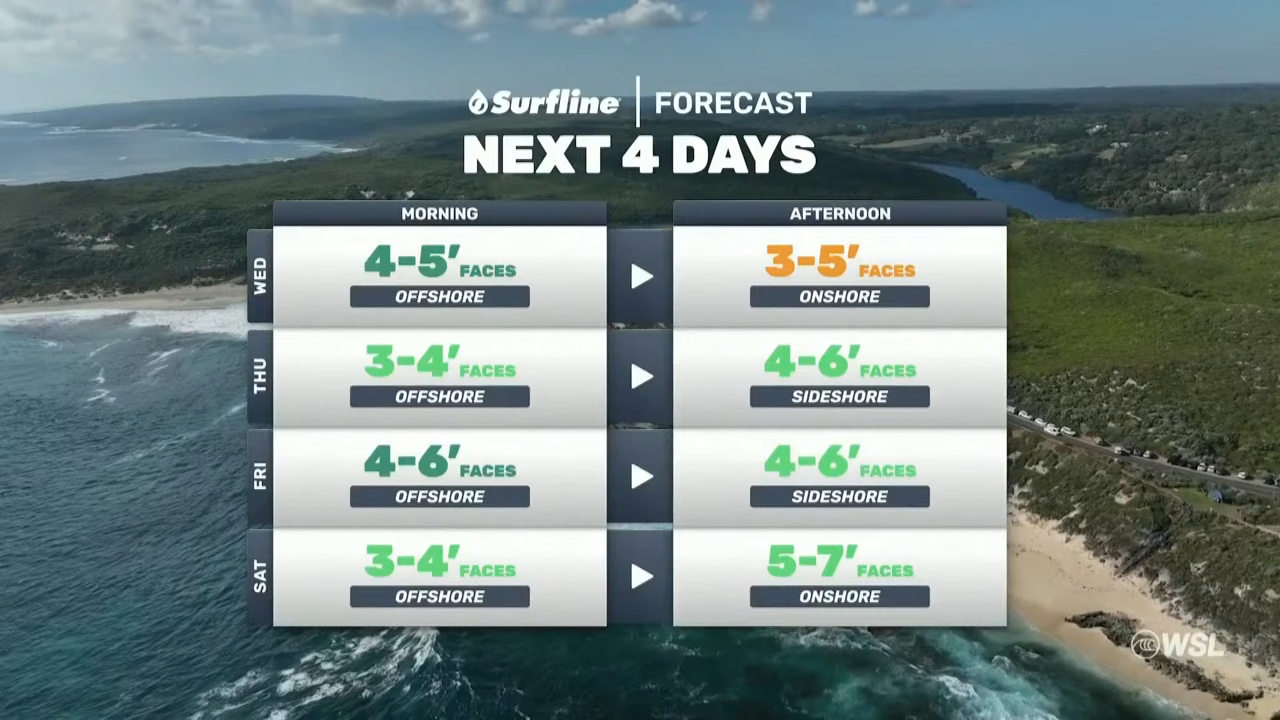 Surfline | FORECAST
NEXT 4 DAYS
MORNING
AFTERNOON
WED
4-5' FACES
OFFSHORE
3-5' FACES
ONSHORE
THU
3-4' FACES
OFFSHORE
4-6' FACES
SIDESHORE
FRI
4-6' FACES
OFFSHORE
4-6' FACES
SIDESHORE
SAT
3-4' FACES
OFFSHORE
5-7' FACES
ONSHORE
WSL